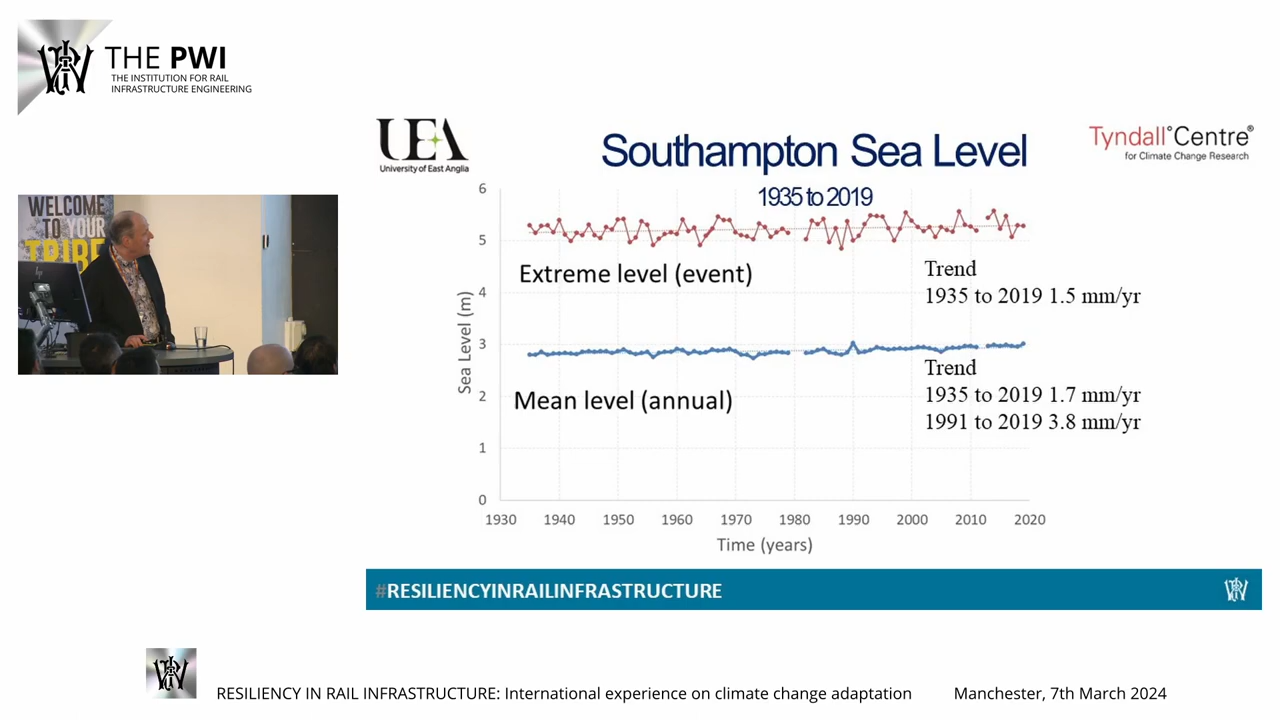 THE PWI
THE INSTITUTION FOR RAIL
INFRASTRUCTURE ENGINEERING
WELCOME
TO YOUR
TRIBE
hp
UEA
University of East Anglia
Southampton Sea Level
1935 to 2019
Tyndall°Centre®
for Climate Change Research
Sea Level (m)
6
5
4
3
2
1
0
Extreme level (event)
Trend
1935 to 2019 1.5 mm/yr
Mean level (annual)
Trend
1935 to 2019 1.7 mm/yr
1991 to 2019 3.8 mm/yr
1930 1940 1950 1960 1970 1980 1990 2000 2010 2020
Time (years)
#RESILIENCYINRAILINFRASTRUCTURE
RESILIENCY IN RAIL INFRASTRUCTURE: International experience on climate change adaptation Manchester, 7th March 2024